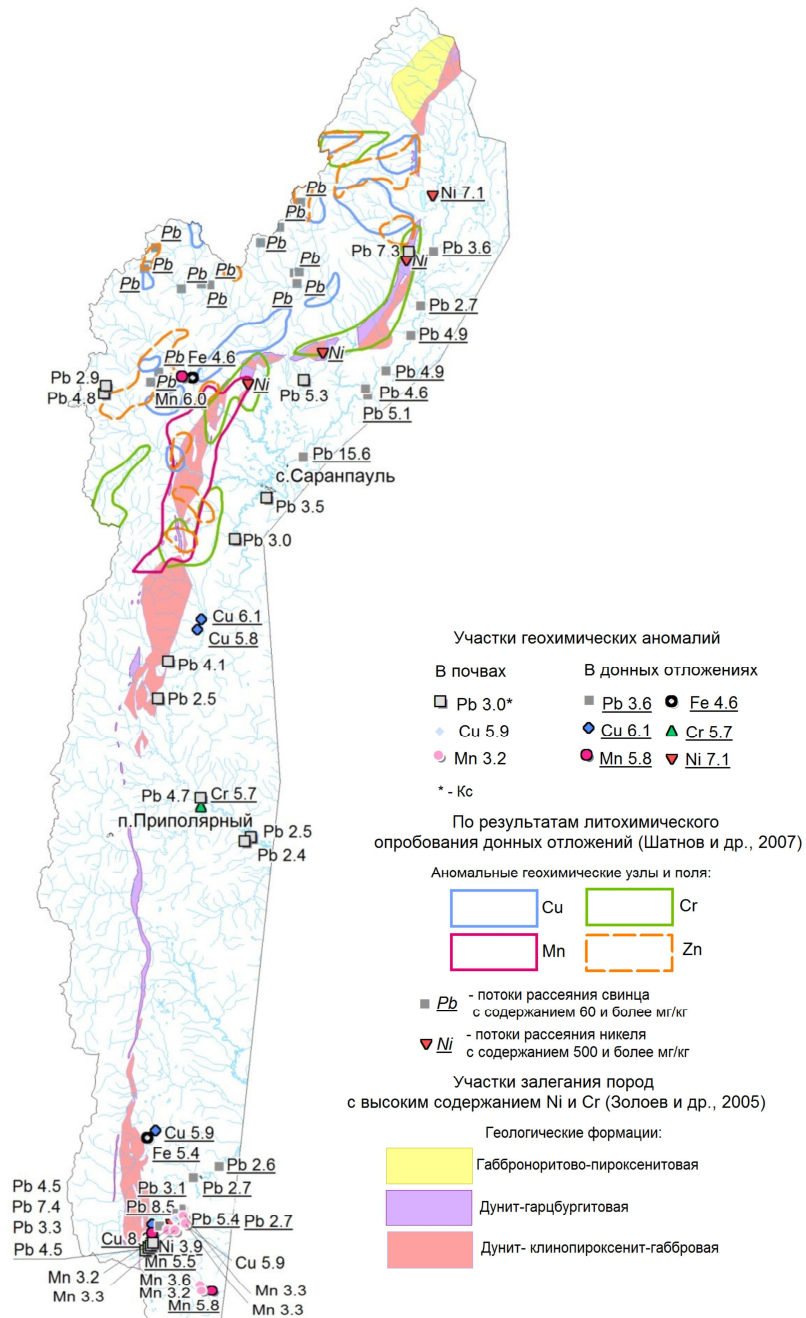 Ni 7.1
Pb
Pb
Pb
Pb
Pb 7.3
Ni
Pb 3.6
Pb
Pb
Pb
Pb
Pb
Pb
Pb 2.7
Pb 4.9
Ni
Pb Fe 4.6
Pb 2.9
Pb
Ni
Pb 4.9
Pb 4.8
Mn 6.0
Pb 5.3
Pb 4.6
Pb 5.1
Pb 15.6
с.Саранпауль
Pb 3.5
Pb 3.0
Cu 6.1
Cu 5.8
Pb 4.1
Pb 2.5
Pb 4.7
Cr 5.7
п.Приполярный
Pb 2.5
Pb 2.4
Cu 5.9
Fe 5.4
Pb 2.6
Pb 2.7
Pb 3.1
Pb 4.5
Pb 7.4
Pb 8.5
Pb 5.4
Pb 2.7
Pb 3.3
Cu 8.
Ni 3.9
Pb 4.5
Mn 5.5
Cu 5.9
Mn 3.2
Mn 3.6
Mn 3.3
Mn 3.3
Mn 3.2
Mn 3.3
Mn 5.8
Участки геохимических аномалий
В почвах
В донных отложениях
Pb 3.0*
Pb 3.6
Fe 4.6
Cu 5.9
Cu 6.1
Cr 5.7
Mn 3.2
Mn 5.8
Ni 7.1
* - Кс
По результатам литохимического
опробования донных отложений (Шатнов и др., 2007)
Аномальные геохимические узлы и поля:
Cu
Cr
Mn
Zn
Pb - потоки рассеяния свинца
с содержанием 60 и более мг/кг
Ni - потоки рассеяния никеля
с содержанием 500 и более мг/кг
Участки залегания пород
с высоким содержанием Ni и Cr (Золоев и др., 2005)
Геологические формации:
Габброноритово-пироксенитовая
Дунит-гарцбургитовая
Дунит- клинопироксенит-габбровая